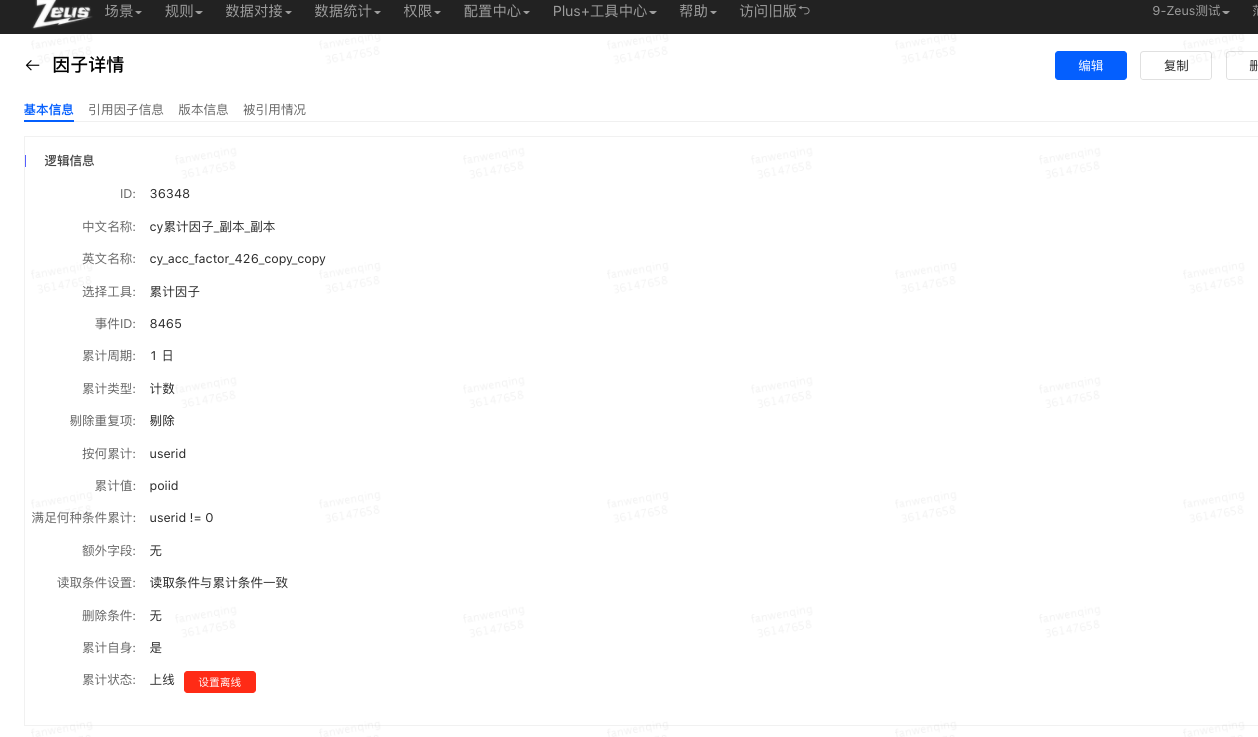 Zeus 场景 规则 数据对接 数据统计 权限 配置中心 Plus+工具中心 帮助 访问旧版 9-Zeus测试
← 因子详情 编辑 复制
基本信息 引用因子信息 版本信息 被引用情况
逻辑信息
ID: 36348
中文名称: cy累计因子_副本_副本
英文名称: cy_acc_factor_426_copy_copy
选择工具: 累计因子
事件ID: 8465
累计周期: 1 日
累计类型: 计数
剔除重复项: 剔除
按何累计: userid
累计值: poiid
满足何种条件累计: userid != 0
额外字段: 无
读取条件设置: 读取条件与累计条件一致
删除条件: 无
累计自身: 是
累计状态: 上线 设置离线
fanwenqing
36147658